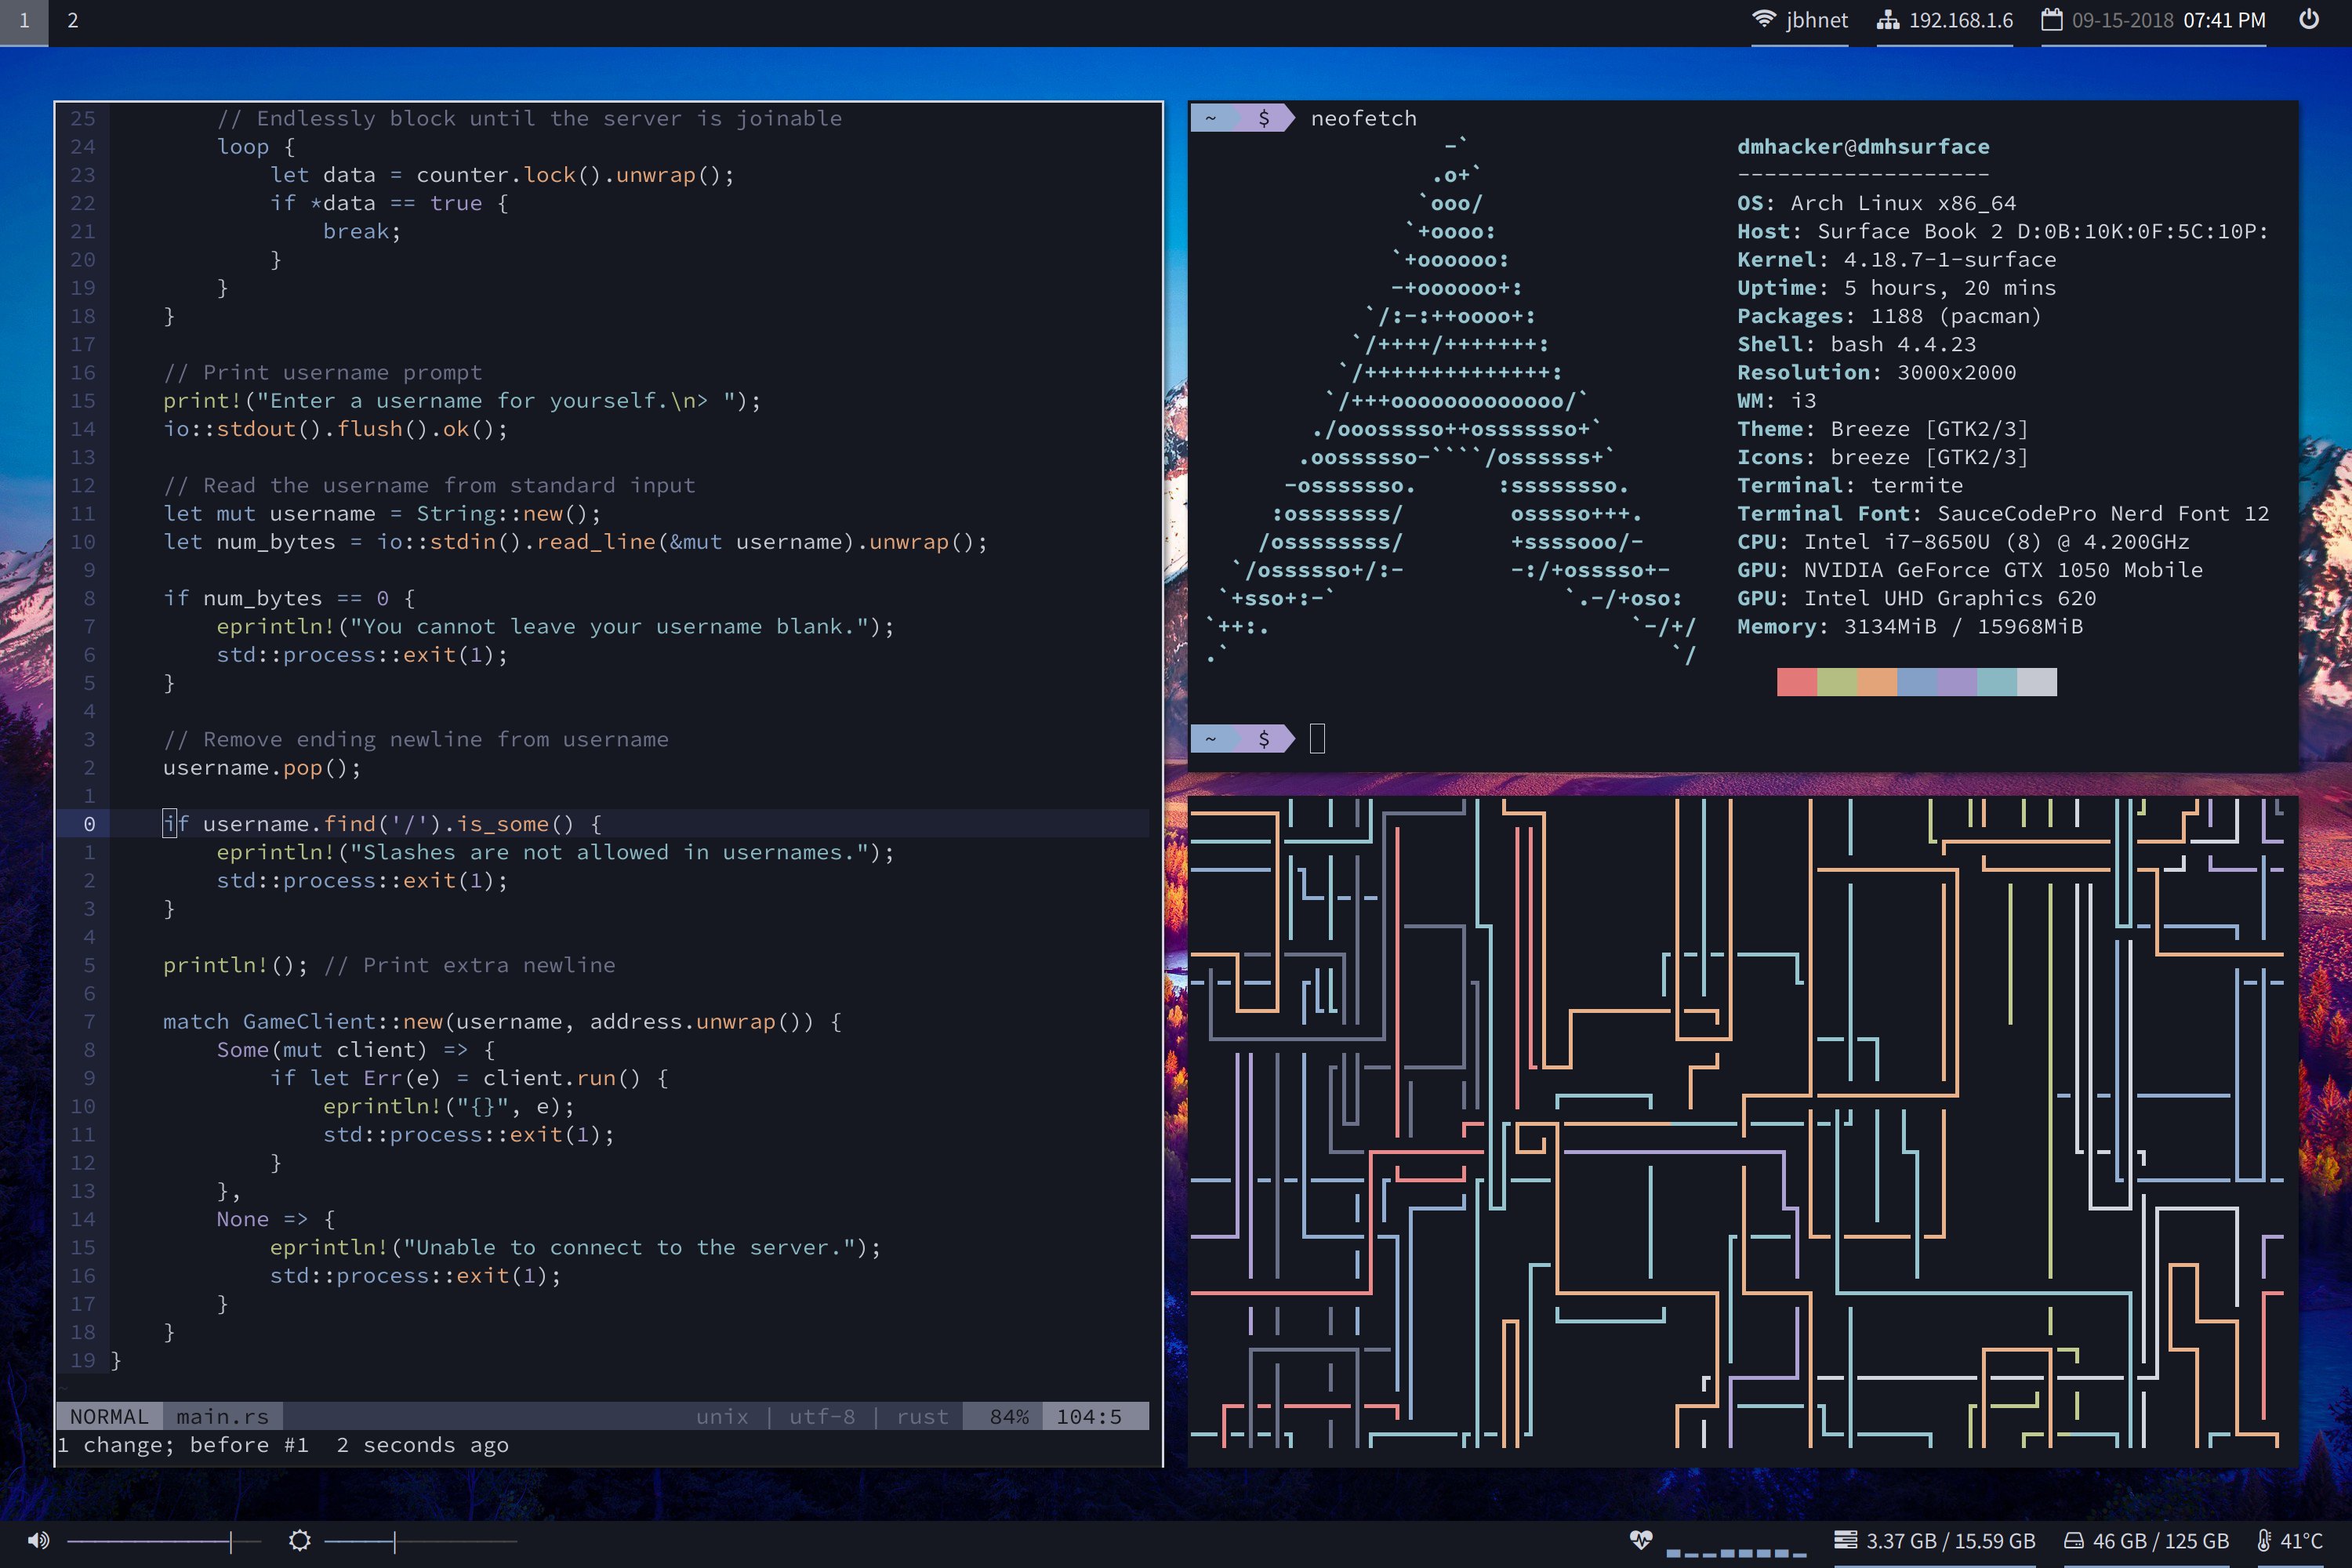 1 2 jbhnet 192.168.1.6 09-15-2018 07:41 PM
25 // Endlessly block until the server is joinable
24 loop {
23 let data = counter.lock().unwrap();
22 if *data == true {
21 break;
20 }
19 }
18 }
17
16 // Print username prompt
15 print!("Enter a username for yourself.\n> ");
14 io::stdout().flush().ok();
13
12 // Read the username from standard input
11 let mut username = String::new();
10 let num_bytes = io::stdin().read_line(&mut username).unwrap();
9
8 if num_bytes == 0 {
7 eprintln!("You cannot leave your username blank.");
6 std::process::exit(1);
5 }
4
3 // Remove ending newline from username
2 username.pop();
1
0 if username.find('/').is_some() {
1 eprintln!("Slashes are not allowed in usernames.");
2 std::process::exit(1);
3 }
4
5 println!(); // Print extra newline
6
7 match GameClient::new(username, address.unwrap()) {
8 Some(mut client) => {
9 if let Err(e) = client.run() {
10 eprintln!("{}", e);
11 std::process::exit(1);
12 }
13 },
14 None => {
15 eprintln!("Unable to connect to the server.");
16 std::process::exit(1);
17 }
18 }
19 }
~
NORMAL main.rs unix | utf-8 | rust 84% 104:5
1 change; before #1 2 seconds ago
~ $ neofetch
-`
.o+`
`ooo/
`+oooo:
`+oooooo:
-+oooooo+:
`/:-:++oooo+:
`/++++/+++++++:
`/++++++++++++++:
`/+++ooooooooooooo/`
./ooosssso++osssssso+`
.oossssso-````/ossssss+`
-osssssso. :ssssssso.
:osssssss/ osssso+++.
/ossssssss/ +ssssooo/-
`/ossssso+/:- -:/+osssso+-
`+sso+:-` `.-/+oso:
`++:. `-/+/
.` `/
dmhacker@dmhsurface
-------------------
OS: Arch Linux x86_64
Host: Surface Book 2 D:0B:10K:0F:5C:10P:
Kernel: 4.18.7-1-surface
Uptime: 5 hours, 20 mins
Packages: 1188 (pacman)
Shell: bash 4.4.23
Resolution: 3000x2000
WM: i3
Theme: Breeze [GTK2/3]
Icons: breeze [GTK2/3]
Terminal: termite
Terminal Font: SauceCodePro Nerd Font 12
CPU: Intel i7-8650U (8) @ 4.200GHz
GPU: NVIDIA GeForce GTX 1050 Mobile
GPU: Intel UHD Graphics 620
Memory: 3134MiB / 15968MiB
~ $
3.37 GB / 15.59 GB 46 GB / 125 GB 41°C